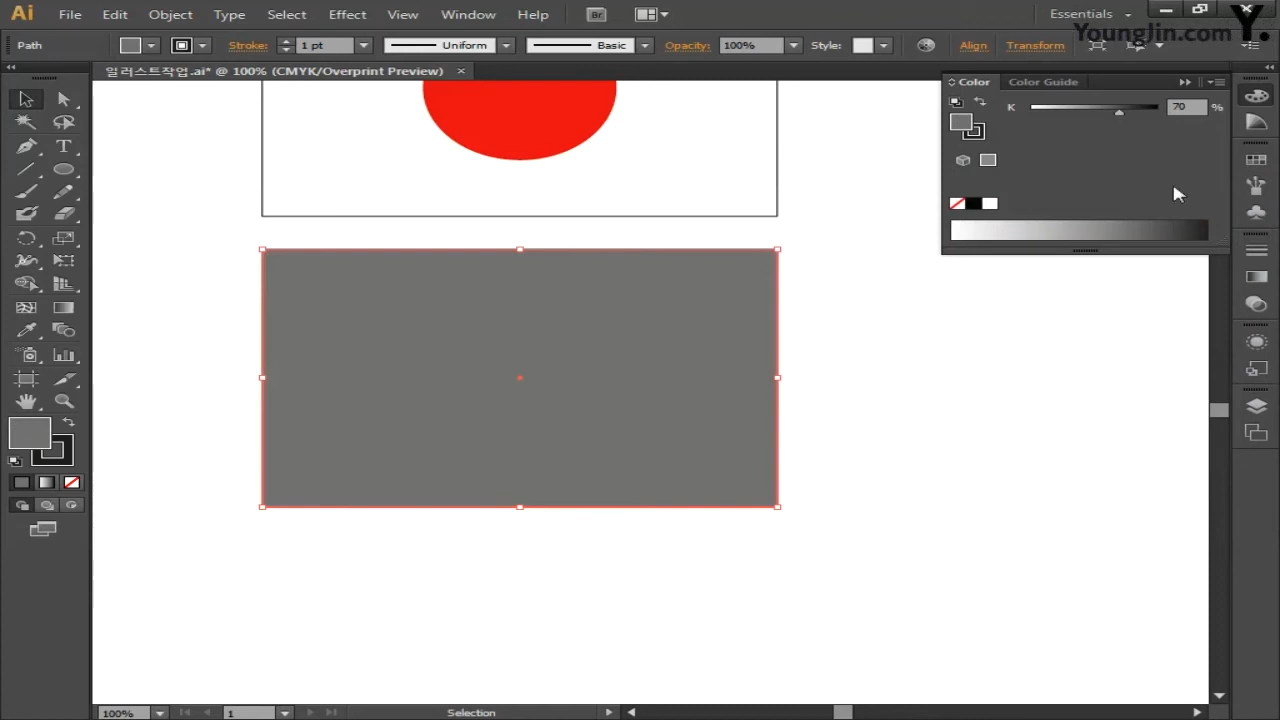 Ai File Edit Object Type Select Effect View Window Help Br Essentials
YoungJin.com Y.
Path Stroke: 1 pt Uniform Basic Opacity: 100% Style: Align Transform
일러스트작업.ai* @ 100% (CMYK/Overprint Preview) ×
Color Color Guide
K 70 %
T
100% 1 Selection